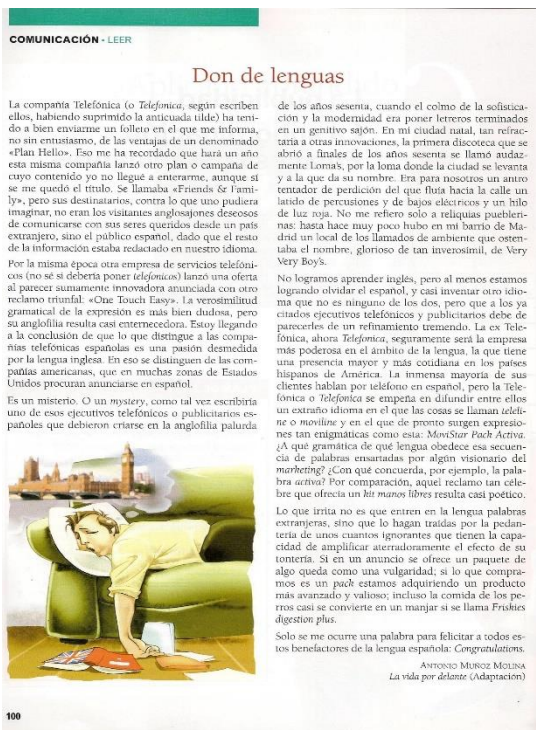 COMUNICACIÓN - LEER
Don de lenguas
La compañía Telefónica (o Telefonica, según escriben
ellos, habiendo suprimido la anticuada tilde) ha teni-
do a bien enviarme un folleto en el que me informa,
no sin entusiasmo, de las ventajas de un denominado
«Plan Hello». Eso me ha recordado que hará un año
esta misma compañía lanzó otro plan o campaña de
cuyo contenido yo no llegué a enterarme, aunque sí
se me quedó el título. Se llamaba «Friends & Fami-
ly», pero sus destinatarios, contra lo que uno pudiera
imaginar, no eran los visitantes anglosajones deseosos
de comunicarse con sus seres queridos desde un país
extranjero, sino el público español, dado que el resto
de la información estaba redactado en nuestro idioma.
Por la misma época otra empresa de servicios telefóni-
cos (no sé si debería poner telefonicos) lanzó una oferta
al parecer sumamente innovadora anunciada con otro
reclamo triunfal: «One Touch Easy». La verosimilitud
gramatical de la expresión es más bien dudosa, pero
su anglofilia resulta casi enternecedora. Estoy llegando
a la conclusión de que lo que distingue a las compa-
ñías telefónicas españolas es una pasión desmedida
por la lengua inglesa. En eso se distinguen de las com-
pañías americanas, que en muchas zonas de Estados
Unidos procuran anunciarse en español.
Es un misterio. O un mystery, como tal vez escribiría
uno de esos ejecutivos telefónicos o publicitarios es-
pañoles que debieron criarse en la anglofilia palurda
de los años sesenta, cuando el colmo de la sofistica-
ción y la modernidad era poner letreros terminados
en un genitivo sajón. En mi ciudad natal, tan refrac-
taria a otras innovaciones, la primera discoteca que se
abrió a finales de los años sesenta se llamó audaz-
mente Loma's, por la loma donde la ciudad se levanta
y a la que da su nombre. Era para nosotros un antro
tentador de perdición del que fluía hacia la calle un
latido de percusiones y de bajos eléctricos y un hilo
de luz roja. No me refiero solo a reliquias puebleri-
nas: hasta hace muy poco hubo en mi barrio de Ma-
drid un local de los llamados de ambiente que osten-
taba el nombre, glorioso de tan inverosímil, de Very
Very Boy's.
No logramos aprender inglés, pero al menos estamos
logrando olvidar el español, y casi inventar otro idio-
ma que no es ninguno de los dos, pero que a los ya
citados ejecutivos telefónicos y publicitarios debe de
parecerles de un refinamiento tremendo. La ex Tele-
fónica, ahora Telefonica, seguramente será la empresa
más poderosa en el ámbito de la lengua, la que tiene
una presencia mayor y más cotidiana en los países
hispanos de América. La inmensa mayoría de sus
clientes hablan por teléfono en español, pero la Tele-
fónica o Telefonica se empeña en difundir entre ellos
un extraño idioma en el que las cosas se llaman teleli-
ne o moviline y en el que de pronto surgen expresio-
nes tan enigmáticas como esta: MoviStar Pach Activa.
¿A qué gramática de qué lengua obedece esa secuen-
cia de palabras ensartadas por algún visionario del
marketing? ¿Con qué concuerda, por ejemplo, la pala-
bra activa? Por comparación, aquel reclamo tan céle-
bre que ofrecía un kit manos libres resulta casi poético.
Lo que irrita no es que entren en la lengua palabras
extranjeras, sino que lo hagan traídas por la pedan-
tería de unos cuantos ignorantes que tienen la capa-
cidad de amplificar aterradoramente el efecto de su
tontería. Si en un anuncio se ofrece un paquete de
algo queda como una vulgaridad; si lo que compra-
mos es un pack estamos adquiriendo un producto
más avanzado y valioso; incluso la comida de los pe-
rros casi se convierte en un manjar si se llama Friskies
digestion plus.
Solo se me ocurre una palabra para felicitar a todos es-
tos benefactores de la lengua española: Congratulations.
ANTONIO MUÑOZ MOLINA
La vida por delante (Adaptación)
100